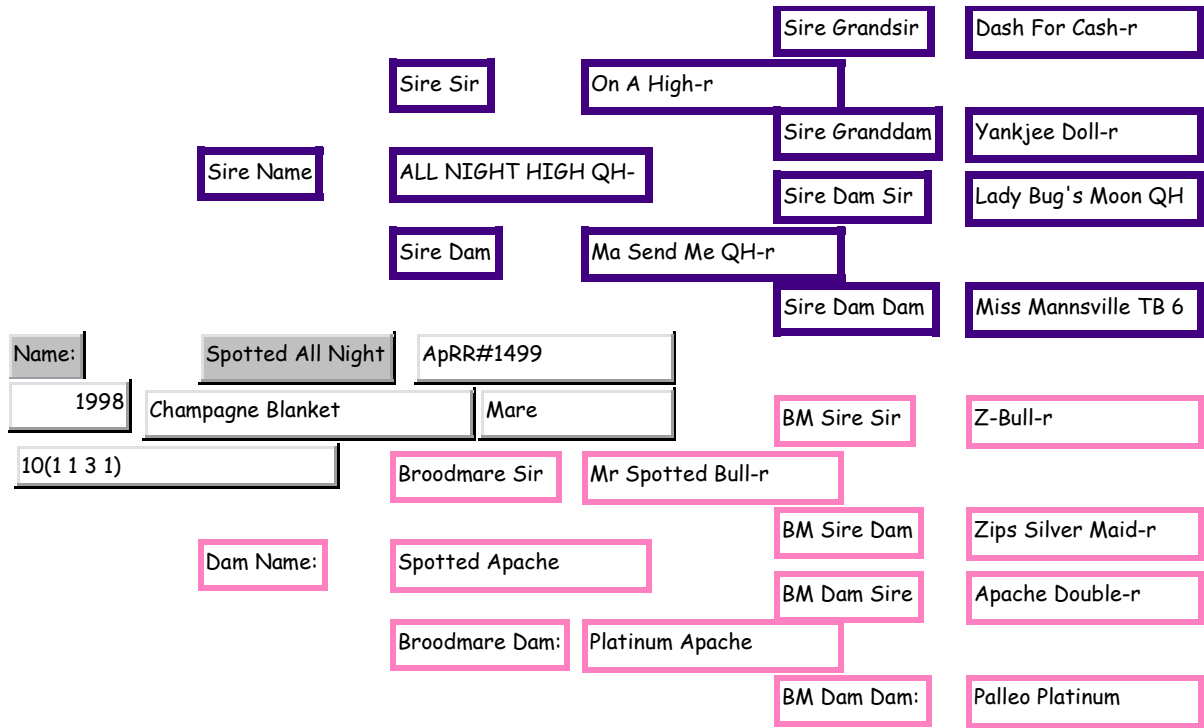 Sire Grandsir Dash For Cash-r
Sire Sir On A High-r
Sire Granddam Yankjee Doll-r
Sire Name ALL NIGHT HIGH QH-
Sire Dam Sir Lady Bug's Moon QH
Sire Dam Ma Send Me QH-r
Sire Dam Dam Miss Mannsville TB 6
Name: Spotted All Night ApRR#1499
1998 Champagne Blanket Mare
BM Sire Sir Z-Bull-r
10(1 1 3 1)
Broodmare Sir Mr Spotted Bull-r
BM Sire Dam Zips Silver Maid-r
Dam Name: Spotted Apache
BM Dam Sire Apache Double-r
Broodmare Dam: Platinum Apache
BM Dam Dam: Palleo Platinum